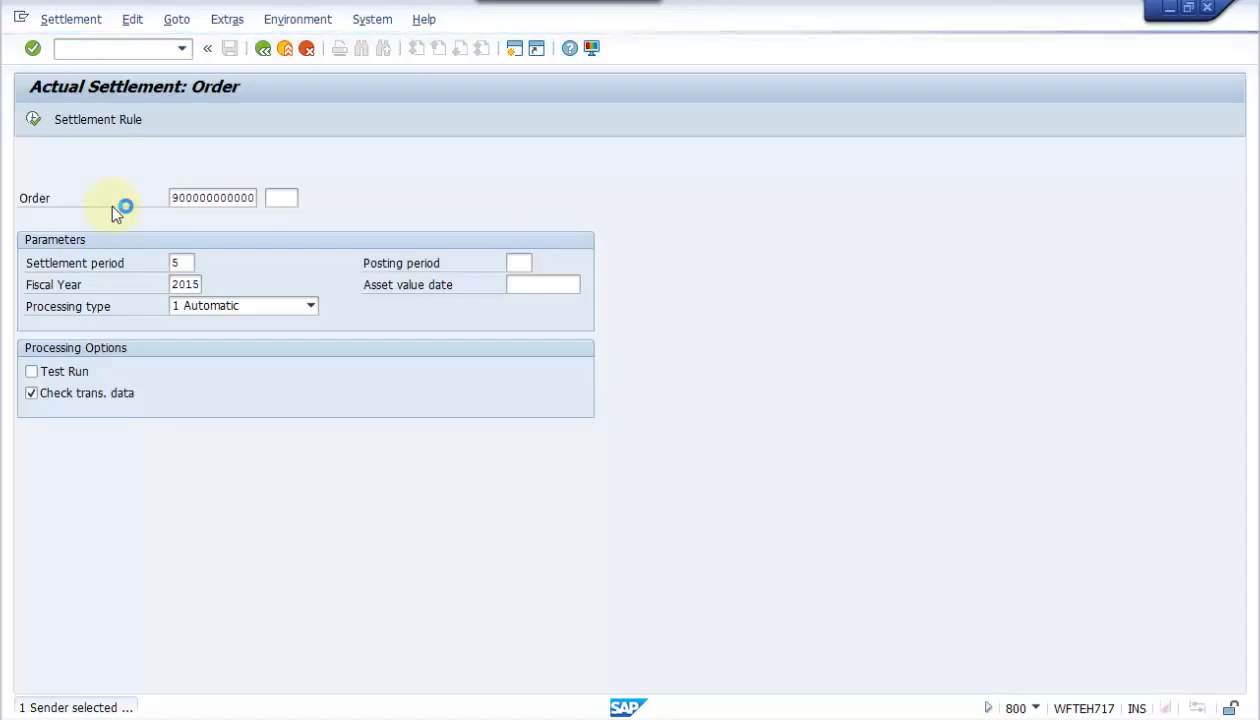 Settlement Edit Goto Extras Environment System Help
Actual Settlement: Order
Settlement Rule
Order 900000000000
Parameters
Settlement period 5 Posting period
Fiscal Year 2015 Asset value date
Processing type 1 Automatic
Processing Options
Test Run
Check trans. data
1 Sender selected ... SAP 800 WFTEH717 INS